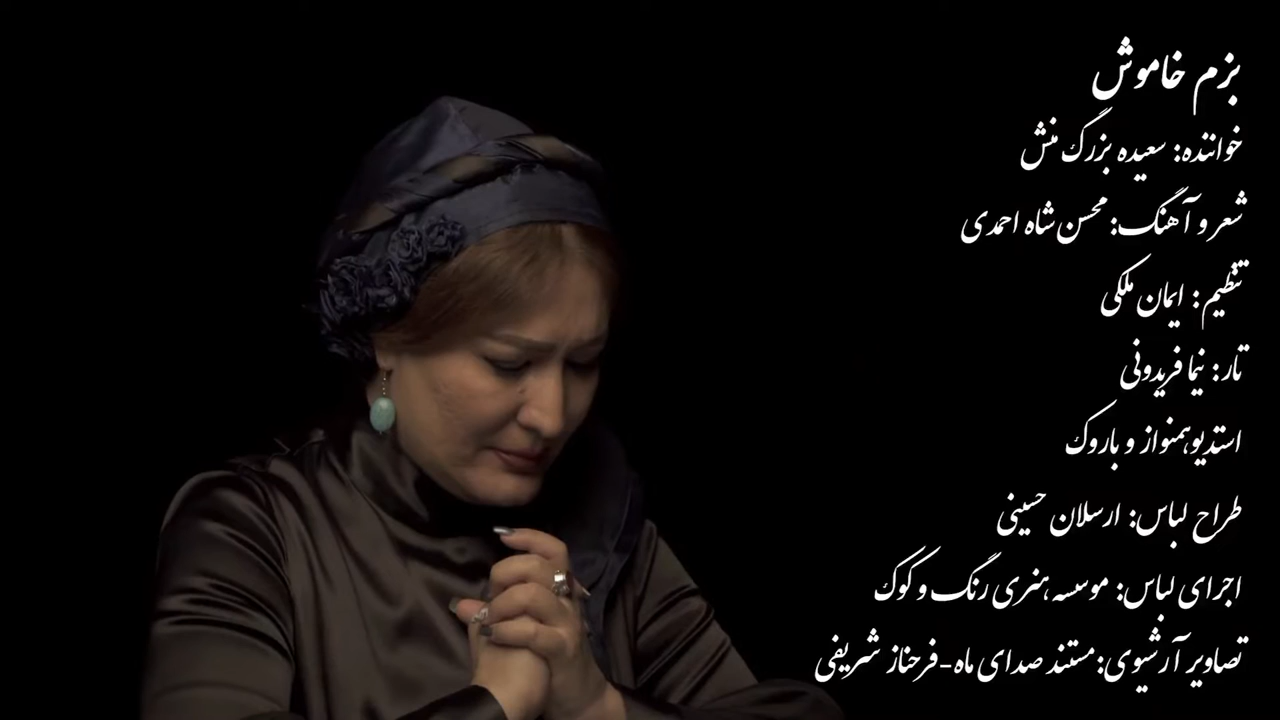 بزم خاموش
خواننده: سعیده بزرگ منش
شعر و آهنگ: محسن شاه احمدی
تنظیم: ایمان ملکی
تار: نیما فریدونی
استدیو همنواز و باروک
طراح لباس: ارسلان حسینی
اجرای لباس: موسسه هنری رنگ و کوک
تصاویر آرشیوی: مستند صدای ماه-فرحناز شریفی